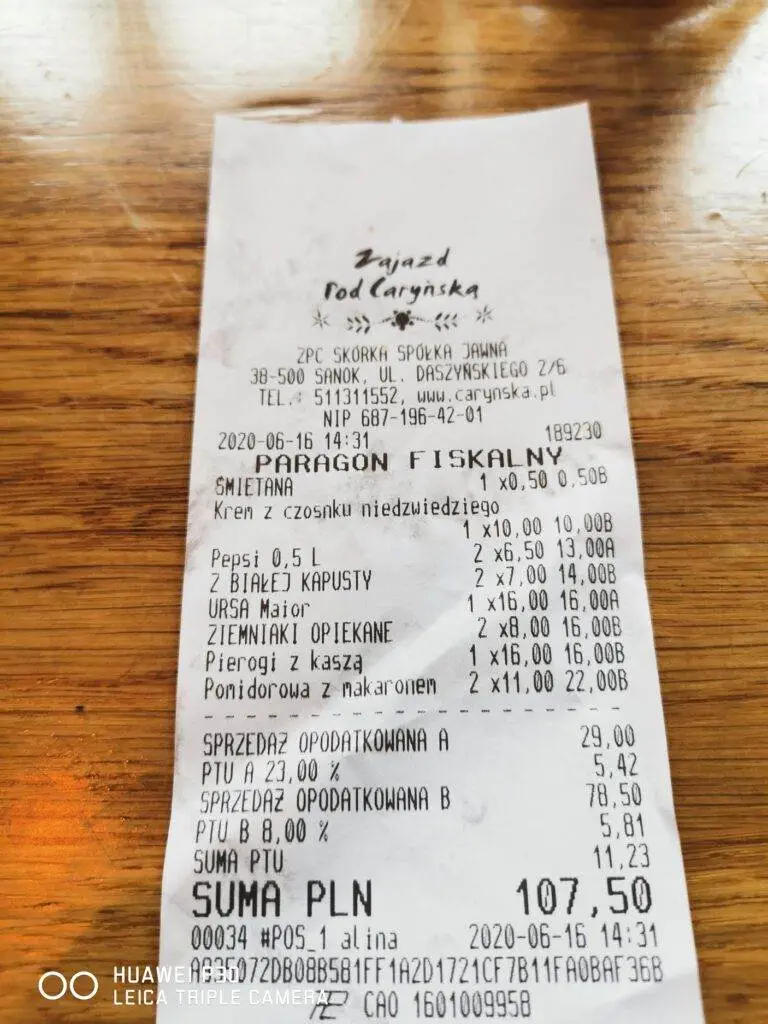 Zajazd
Pod Caryńską
ZPC SKÓRKA SPÓŁKA JAWNA
38-500 SANOK, UL. DASZYŃSKIEGO 2/6
TEL.: 511311552, www.carynska.pl
NIP 687-196-42-01
2020-06-16 14:31 189230
PARAGON FISKALNY
ŚMIETANA 1 x0,50 0,50B
Krem z czosnku niedzwiedziego
1 x10,00 10,00B
Pepsi 0,5 L 2 x6,50 13,00A
Z BIAŁEJ KAPUSTY 2 x7,00 14,00B
URSA Maior 1 x16,00 16,00A
ZIEMNIAKI OPIEKANE 2 x8,00 16,00B
Pierogi z kaszą 1 x16,00 16,00B
Pomidorowa z makaronem 2 x11,00 22,00B
SPRZEDAŻ OPODATKOWANA A 29,00
PTU A 23,00 % 5,42
SPRZEDAŻ OPODATKOWANA B 78,50
PTU B 8,00 % 5,81
SUMA PTU 11,23
SUMA PLN 107,50
00034 #POS_1 alina 2020-06-16 14:31
CAO 1601009958
HUAWEI P30
LEICA TRIPLE CAMERA